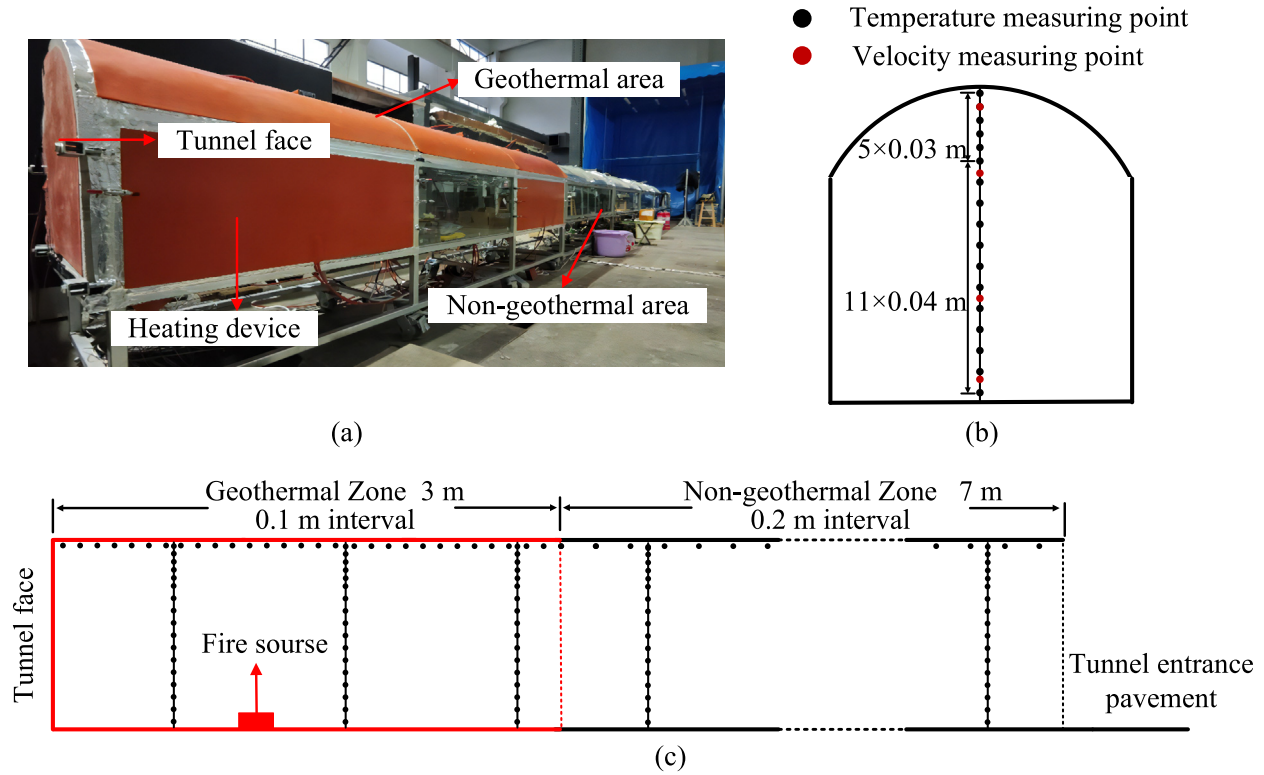 Geothermal area
Tunnel face
Non-geothermal area
Heating device
(a)
Temperature measuring point
Velocity measuring point
5×0.03 m
11×0.04 m
(b)
Geothermal Zone 3 m
0.1 m interval
Non-geothermal Zone 7 m
0.2 m interval
Tunnel face
Fire sourse
Tunnel entrance
pavement
(c)